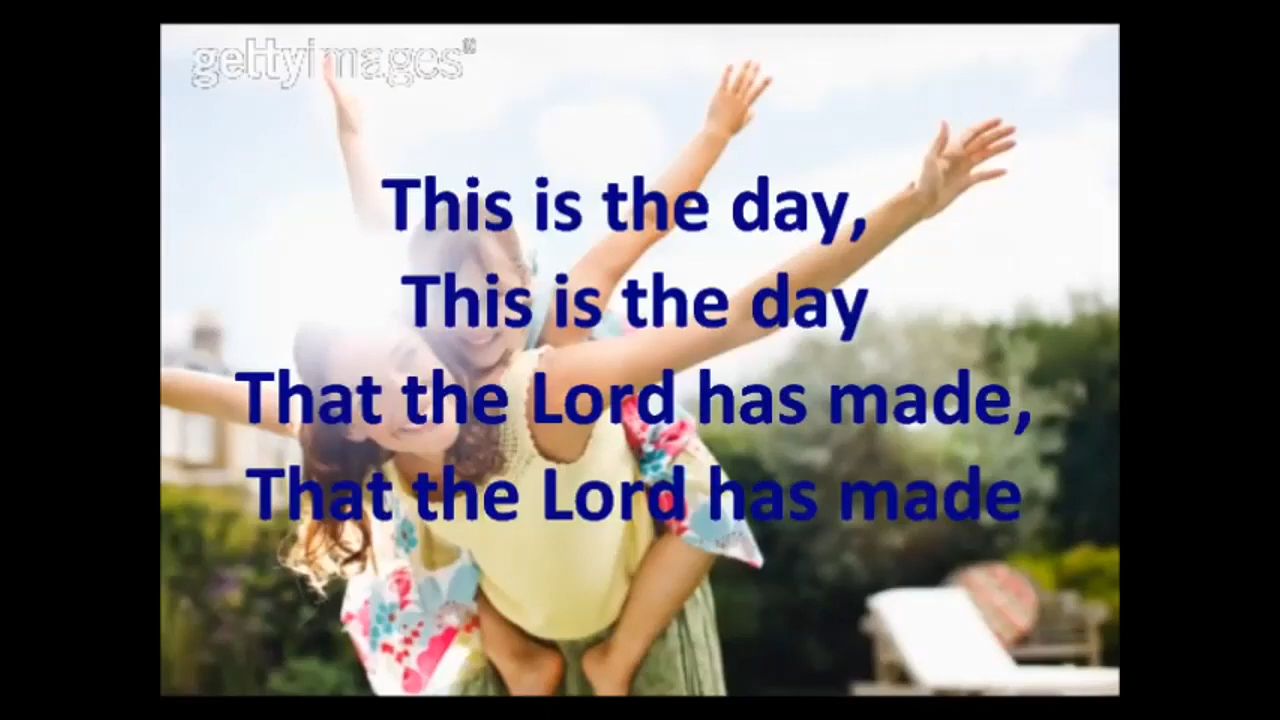 gettyimages®
This is the day,
This is the day
That the Lord has made,
That the Lord has made